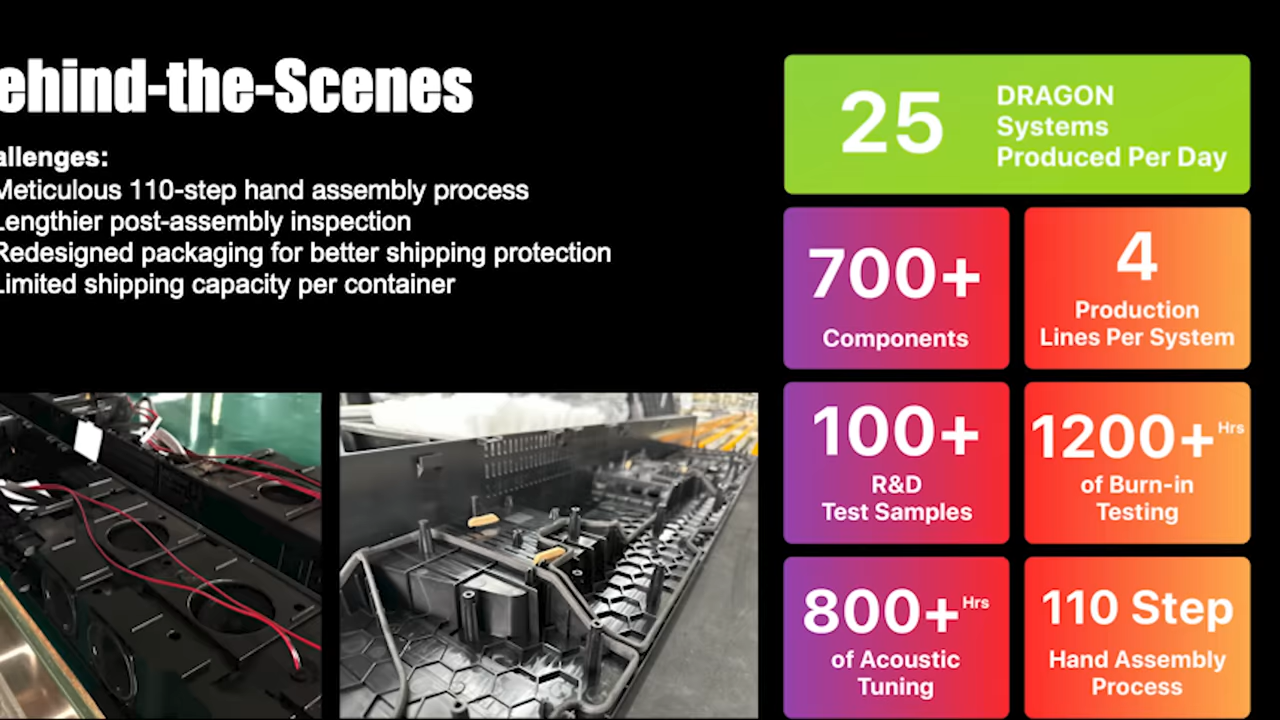 ehind-the-Scenes
allenges:
Meticulous 110-step hand assembly process
Lengthier post-assembly inspection
Redesigned packaging for better shipping protection
Limited shipping capacity per container
25
DRAGON
Systems
Produced Per Day
700+
Components
4
Production
Lines Per System
100+
R&D
Test Samples
1200+Hrs
of Burn-in
Testing
800+Hrs
of Acoustic
Tuning
110 Step
Hand Assembly
Process